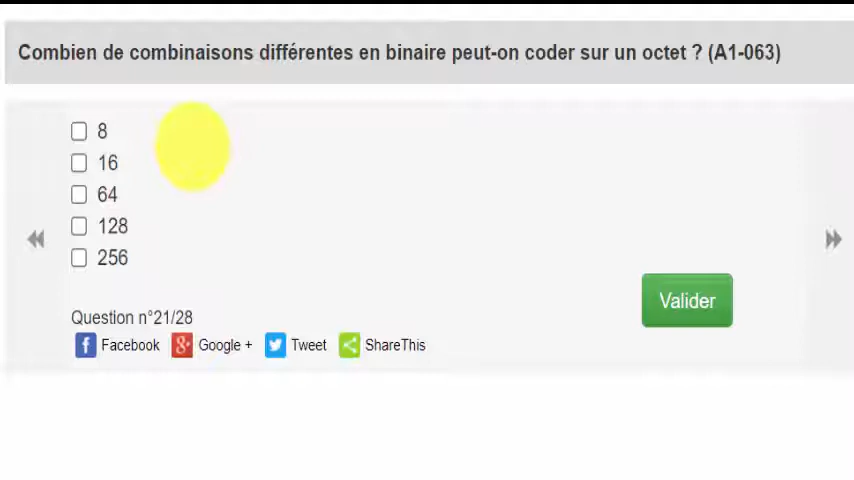 Combien de combinaisons différentes en binaire peut-on coder sur un octet ? (A1-063)
8
16
64
128
256
Valider
Question n°21/28
Facebook Google + Tweet ShareThis